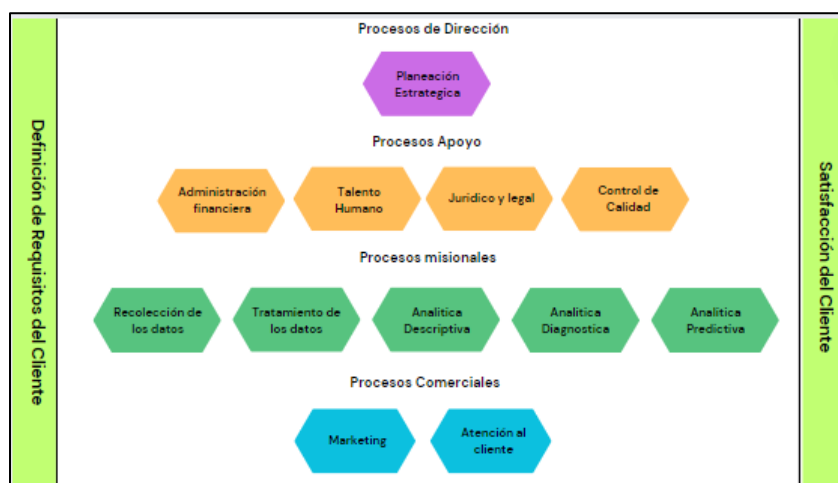 Definición de Requisitos del Cliente
Procesos de Dirección
Planeación
Estrategica
Procesos Apoyo
Administración
financiera
Talento
Humano
Juridico y legal
Control de
Calidad
Procesos misionales
Recolección de
los datos
Tratamiento de
los datos
Analitica
Descriptiva
Analitica
Diagnostica
Analitica
Predictiva
Procesos Comerciales
Marketing
Atención al
cliente
Satisfacción del Cliente